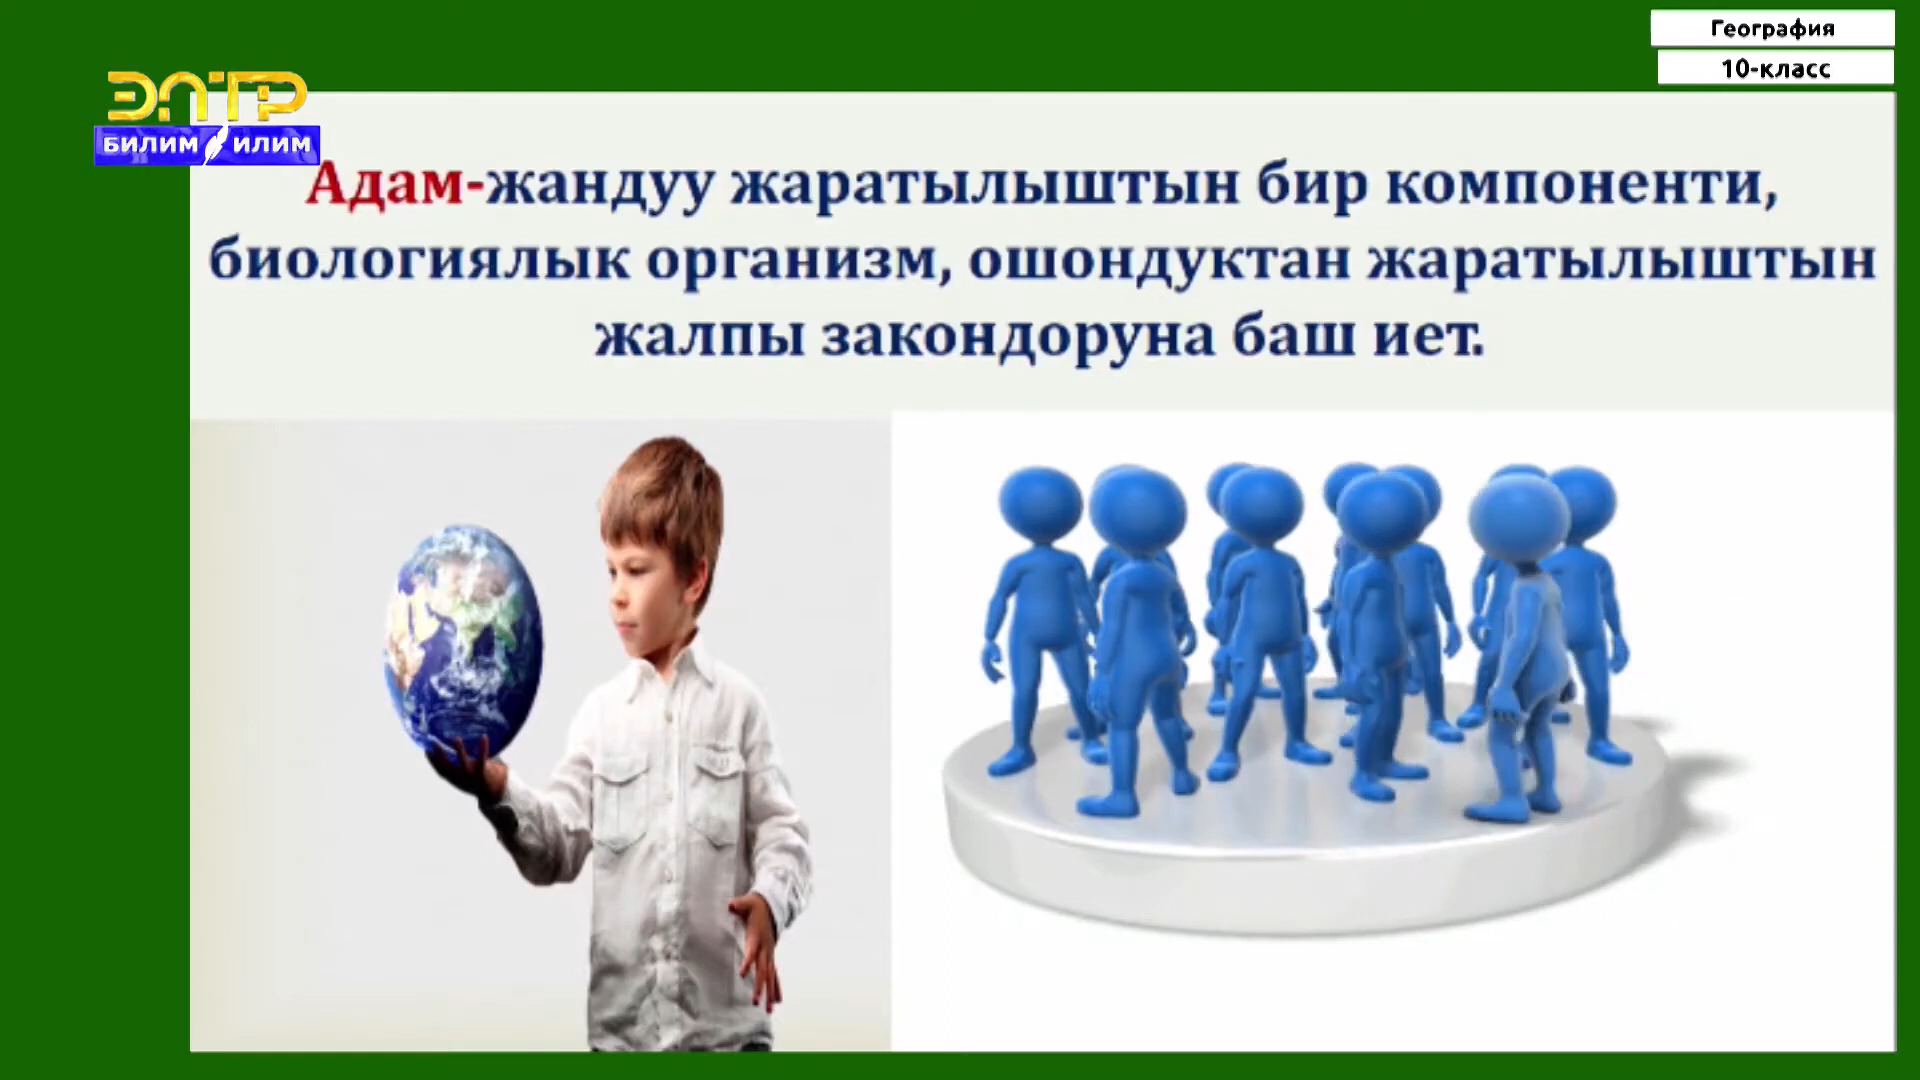 География
10-класс
ЭЛТР
БИЛИМ ИЛИМ
Адам-жандуу жаратылыштын бир компоненти,
биологиялык организм, ошондуктан жаратылыштын
жалпы закондоруна баш иет.